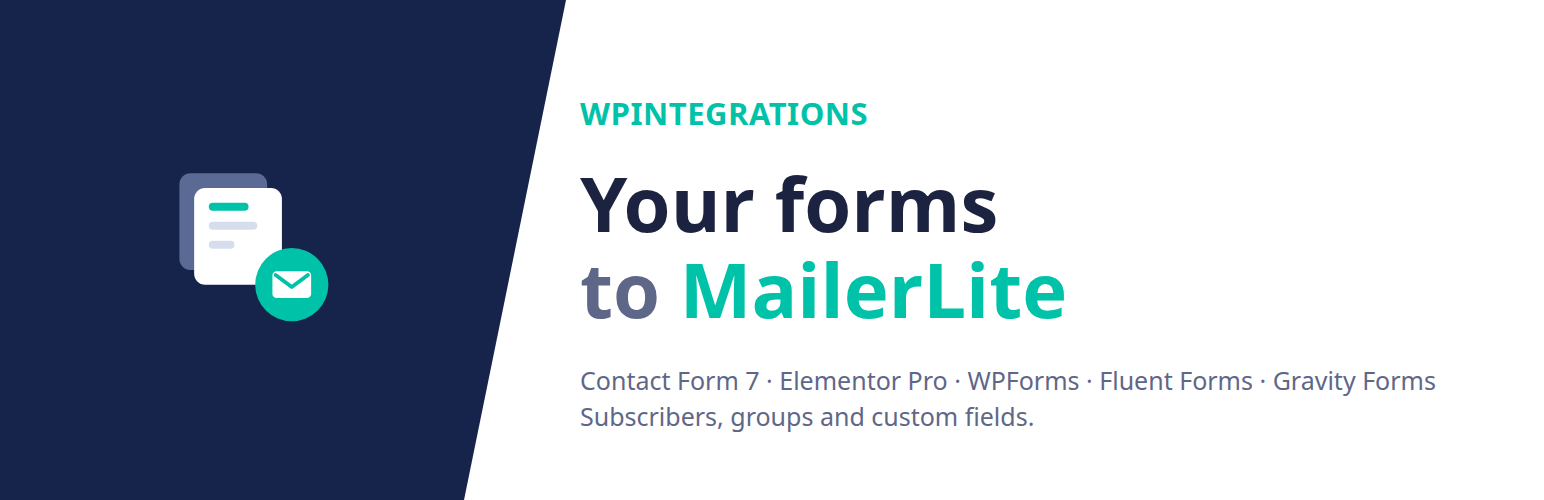 WPINTEGRATIONS
Your forms
to MailerLite
Contact Form 7 · Elementor Pro · WPForms · Fluent Forms · Gravity Forms
Subscribers, groups and custom fields.